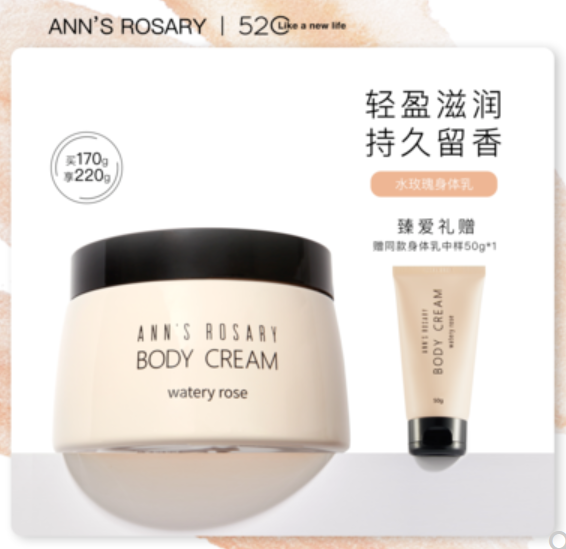 ANN'S ROSARY | 520 Like a new life
轻盈滋润
持久留香
水玫瑰身体乳
买170g
享220g
臻爱礼赠
赠同款身体乳中样50g*1
ANN'S ROSARY
BODY CREAM
watery rose
ANN'S ROSARY
BODY CREAM
watery rose
50g